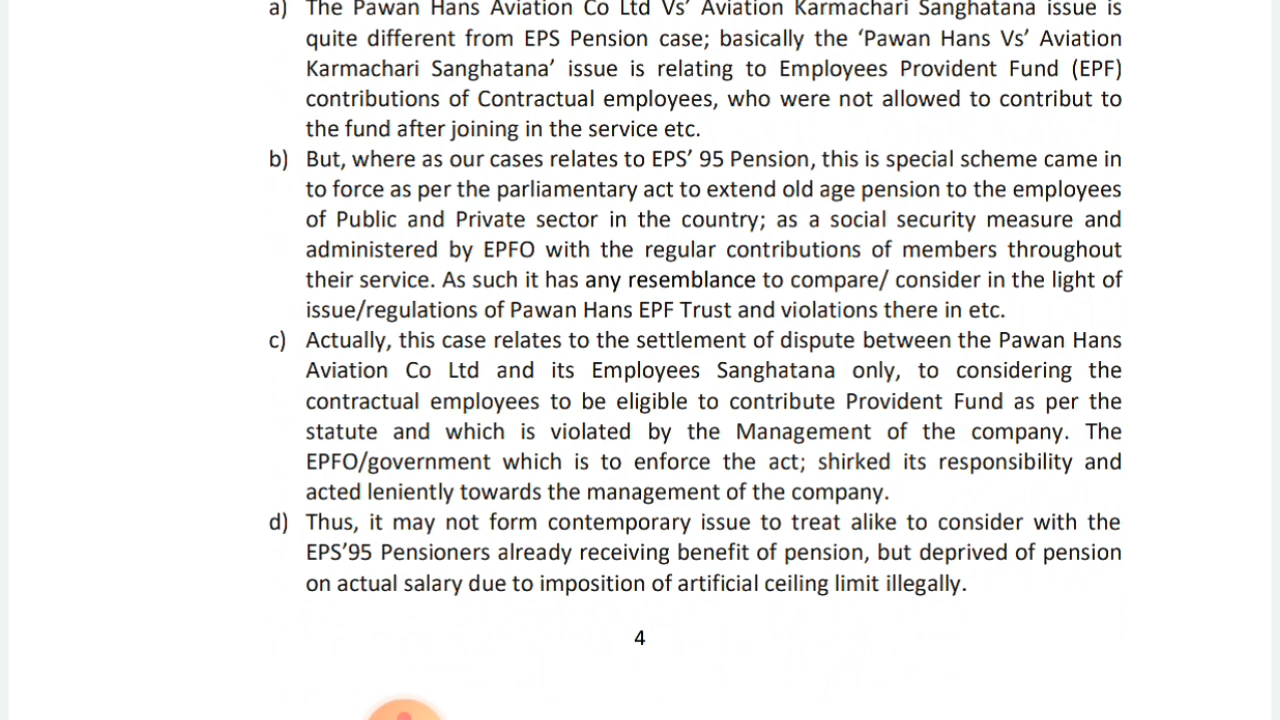 a) The Pawan Hans Aviation Co Ltd Vs’ Aviation Karmachari Sanghatana issue is
quite different from EPS Pension case; basically the ‘Pawan Hans Vs’ Aviation
Karmachari Sanghatana’ issue is relating to Employees Provident Fund (EPF)
contributions of Contractual employees, who were not allowed to contribut to
the fund after joining in the service etc.
b) But, where as our cases relates to EPS’ 95 Pension, this is special scheme came in
to force as per the parliamentary act to extend old age pension to the employees
of Public and Private sector in the country; as a social security measure and
administered by EPFO with the regular contributions of members throughout
their service. As such it has any resemblance to compare/ consider in the light of
issue/regulations of Pawan Hans EPF Trust and violations there in etc.
c) Actually, this case relates to the settlement of dispute between the Pawan Hans
Aviation Co Ltd and its Employees Sanghatana only, to considering the
contractual employees to be eligible to contribute Provident Fund as per the
statute and which is violated by the Management of the company. The
EPFO/government which is to enforce the act; shirked its responsibility and
acted leniently towards the management of the company.
d) Thus, it may not form contemporary issue to treat alike to consider with the
EPS’95 Pensioners already receiving benefit of pension, but deprived of pension
on actual salary due to imposition of artificial ceiling limit illegally.
4